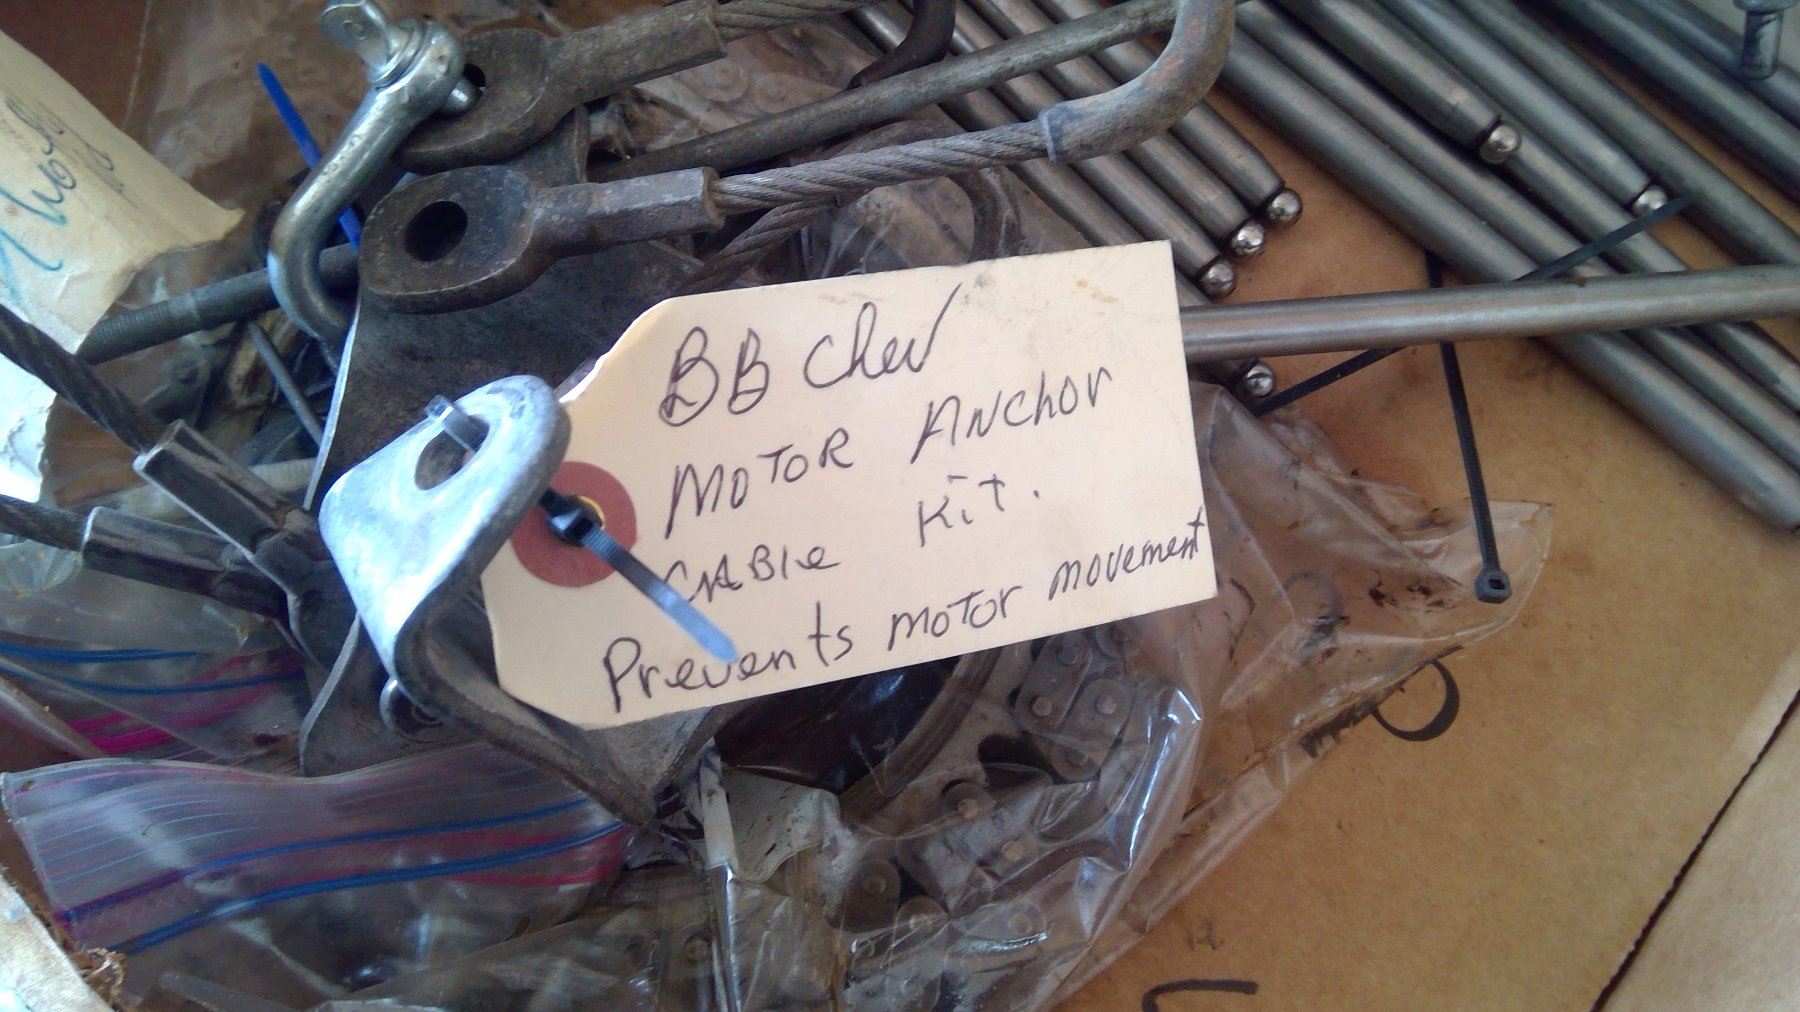 BB Chev
MOTOR ANchor
CABle Kit.
Prevents motor movement